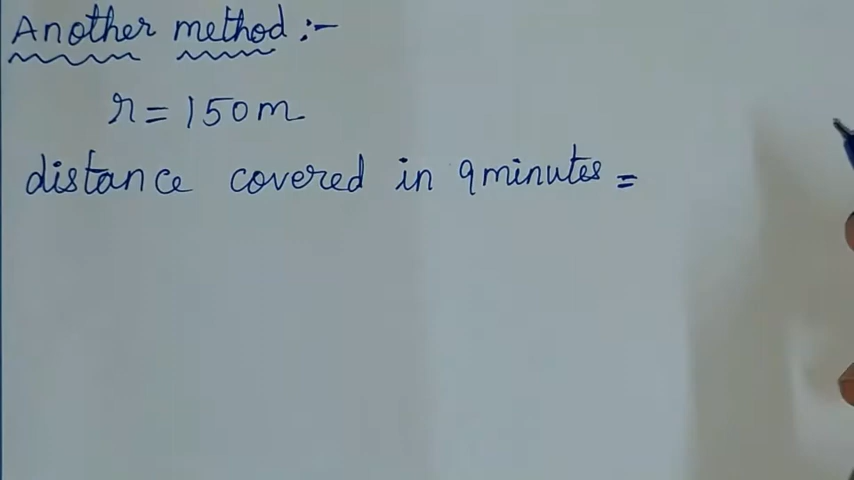 Another method :-
r = 150m
distance covered in 9minutes =